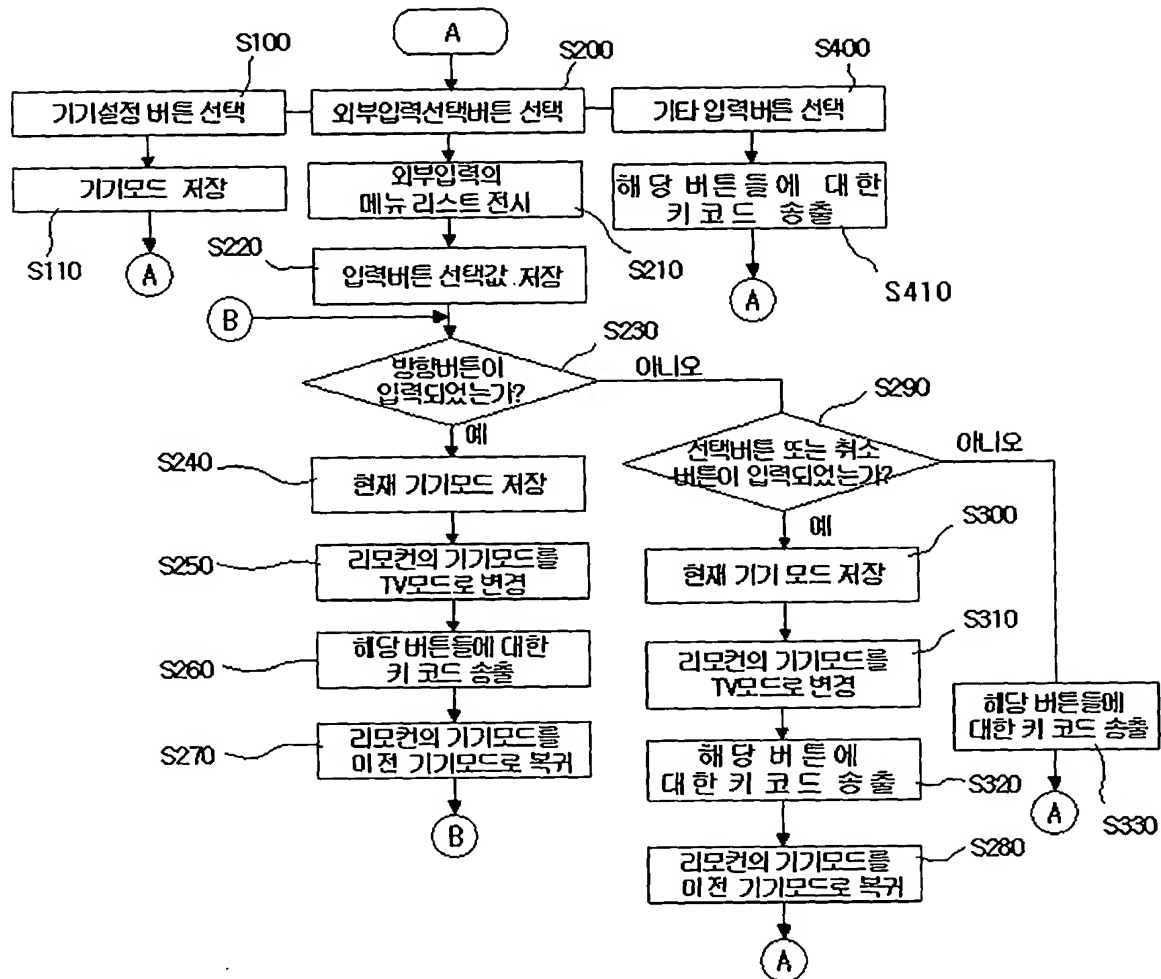 A
S100
S200
S400
기기설정 버튼 선택
외부입력선택버튼 선택
기타 입력버튼 선택
기기모드 저장
외부입력의
메뉴 리스트 전시
해당 버튼들에 대한
키코드 송출
S110
A
S220
S210
입력버튼 선택값.저장
A
S410
B
S230
방향버튼이
입력되었는가?
아니오
예
S290
선택버튼 또는 취소
버튼이 입력되었는가?
아니오
예
S240
현재 기기모드 저장
S300
현재 기기 모드 저장
S250
리모컨의 기기모드를
TV모드로 변경
S310
리모컨의 기기모드를
TV모드로 변경
S260
해당 버튼들에 대한
키 코드 송출
해당 버튼들에
대한 키 코드 송출
S270
리모컨의 기기모드를
이전 기기모드로 복귀
해당 버튼에
대한 키 코드 송출
S320
A
S330
B
S280
리모컨의 기기모드를
이전 기기모드로 복귀
A